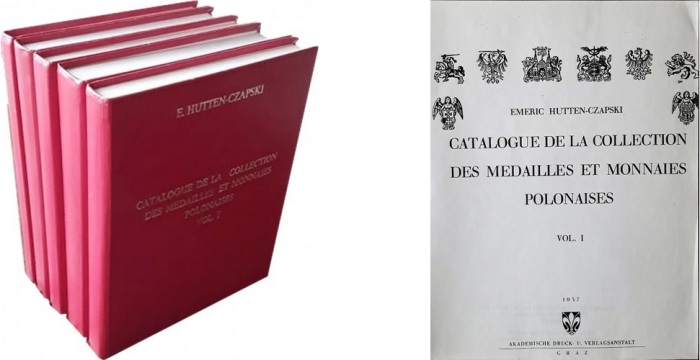 E. HUTTEN-CZAPSKI
CATALOGUE DE LA COLLECTION
DES MEDAILLES ET MONNAIES
POLONAISES
VOL. I
EMERIC HUTTEN-CZAPSKI
CATALOGUE DE LA COLLECTION
DES MEDAILLES ET MONNAIES
POLONAISES
VOL. I
1957
AKADEMISCHE DRUCK U. VERLAGSANSTALT
GRAZ